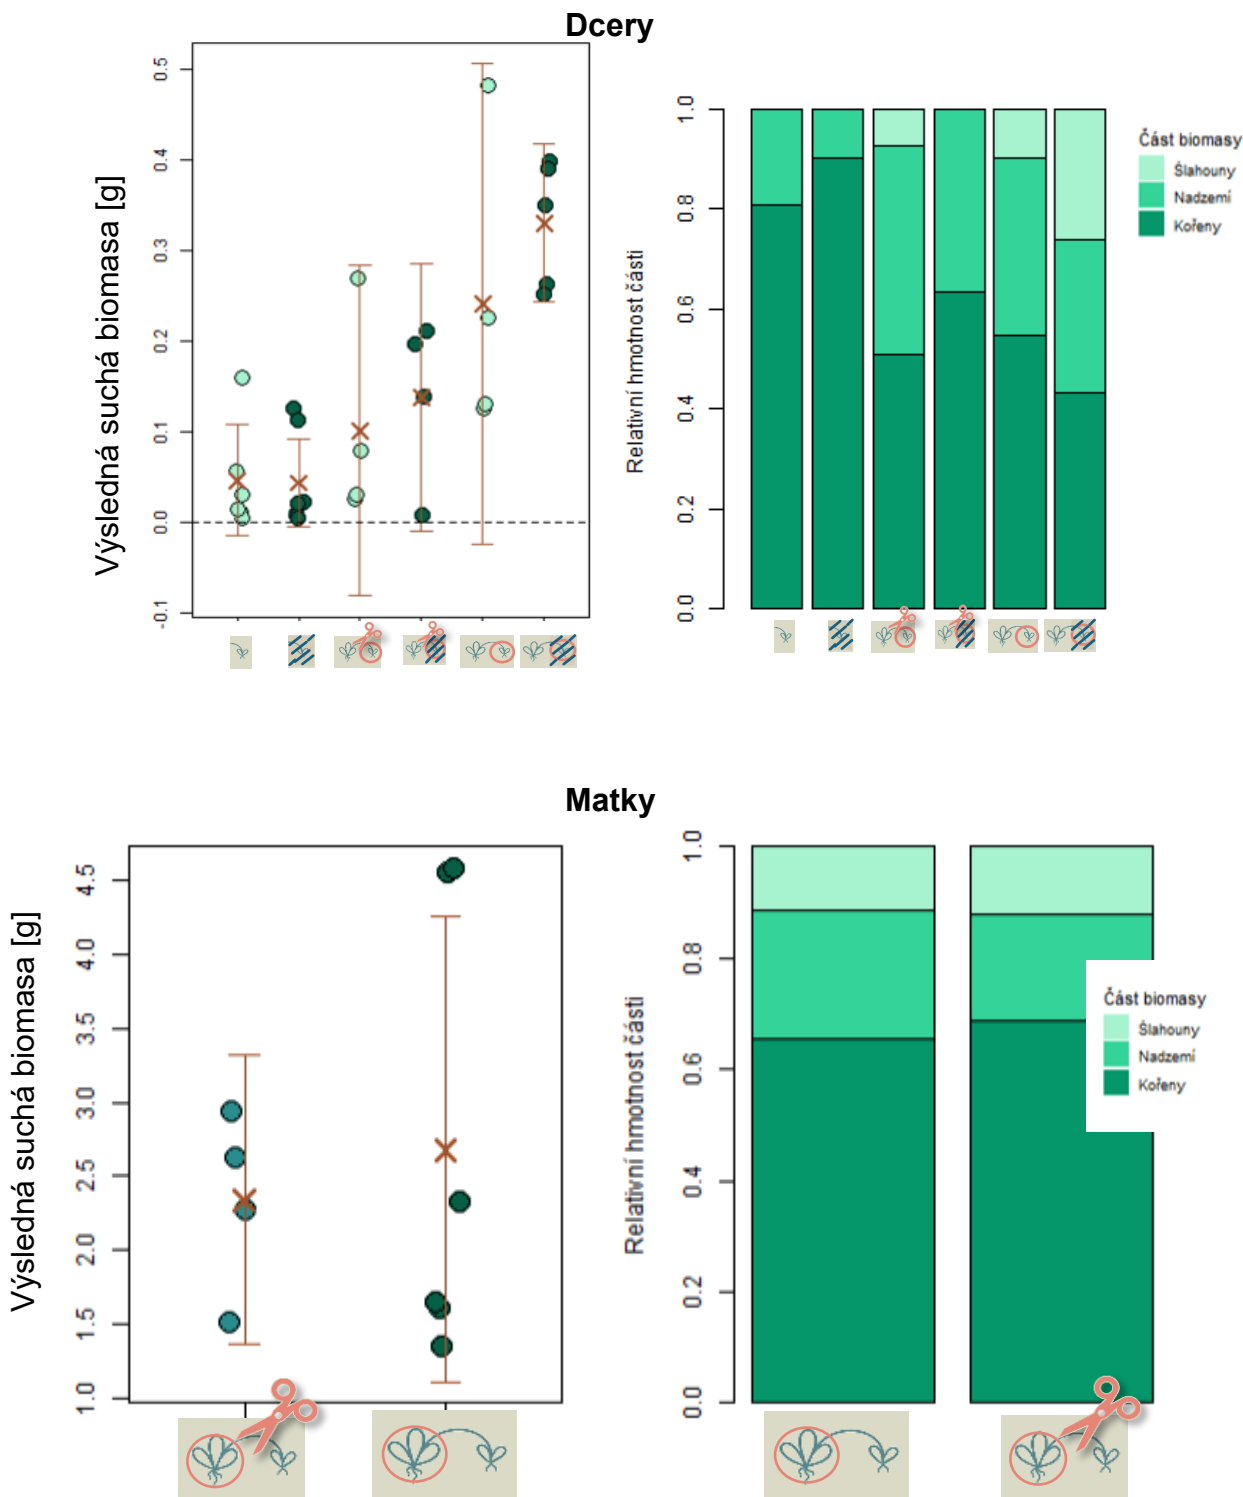 Dcery
Výsledná suchá biomasa [g]
0.5
0.4
0.3
0.2
0.1
0.0
-0.1
Relativní hmotnost části
1.0
0.8
0.6
0.4
0.2
0.0
Část biomasy
Šlahouny
Nadzemí
Kořeny
Matky
Výsledná suchá biomasa [g]
4.5
4.0
3.5
3.0
2.5
2.0
1.5
1.0
Relativní hmotnost části
1.0
0.8
0.6
0.4
0.2
0.0
Část biomasy
Šlahouny
Nadzemí
Kořeny